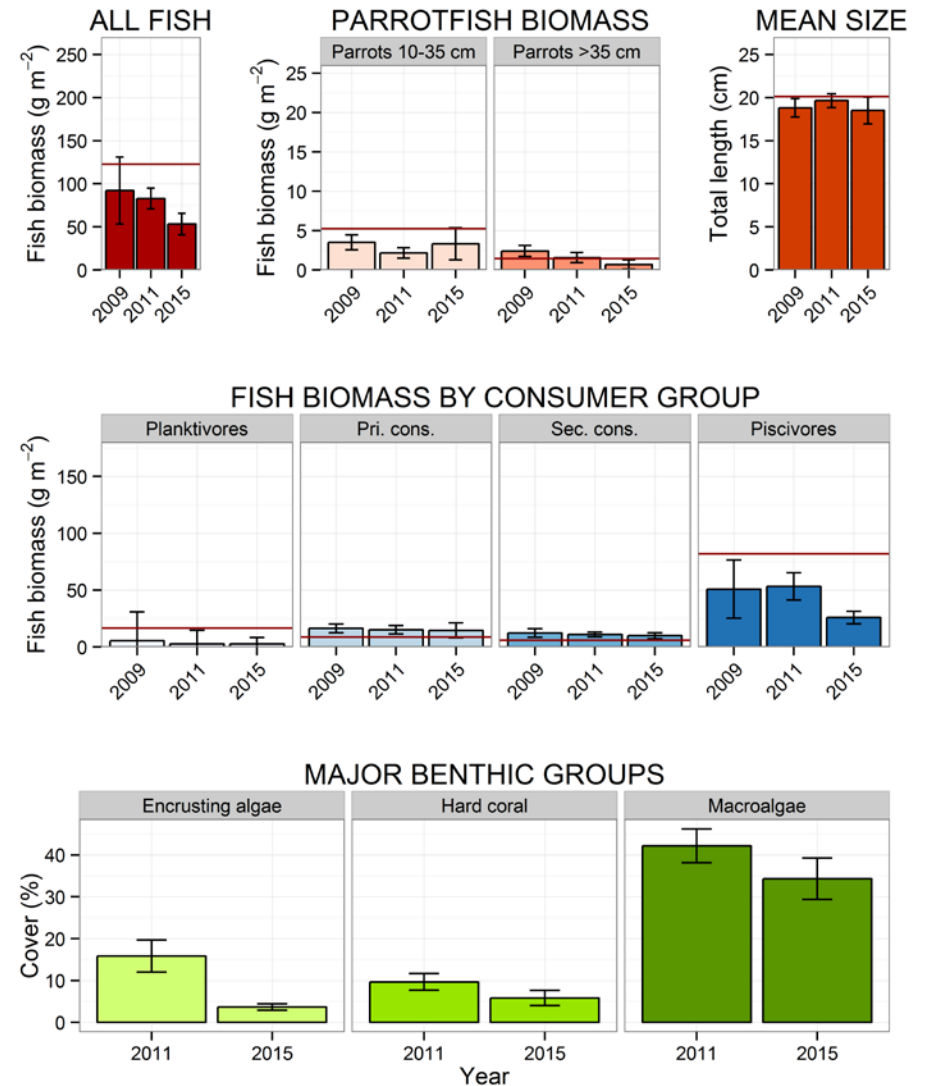 ALL FISH
Fish biomass (g m⁻²)
250
200
150
100
50
0
2009
2011
2015
PARROTFISH BIOMASS
Parrots 10-35 cm
Parrots >35 cm
Fish biomass (g m⁻²)
25
20
15
10
5
0
2009
2011
2015
2009
2011
2015
MEAN SIZE
Total length (cm)
25
20
15
10
5
0
2009
2011
2015
FISH BIOMASS BY CONSUMER GROUP
Planktivores
Pri. cons.
Sec. cons.
Piscivores
Fish biomass (g m⁻²)
150
100
50
0
2009
2011
2015
2009
2011
2015
2009
2011
2015
2009
2011
2015
MAJOR BENTHIC GROUPS
Encrusting algae
Hard coral
Macroalgae
Cover (%)
40
30
20
10
0
2011
2015
2011
2015
2011
2015
Year